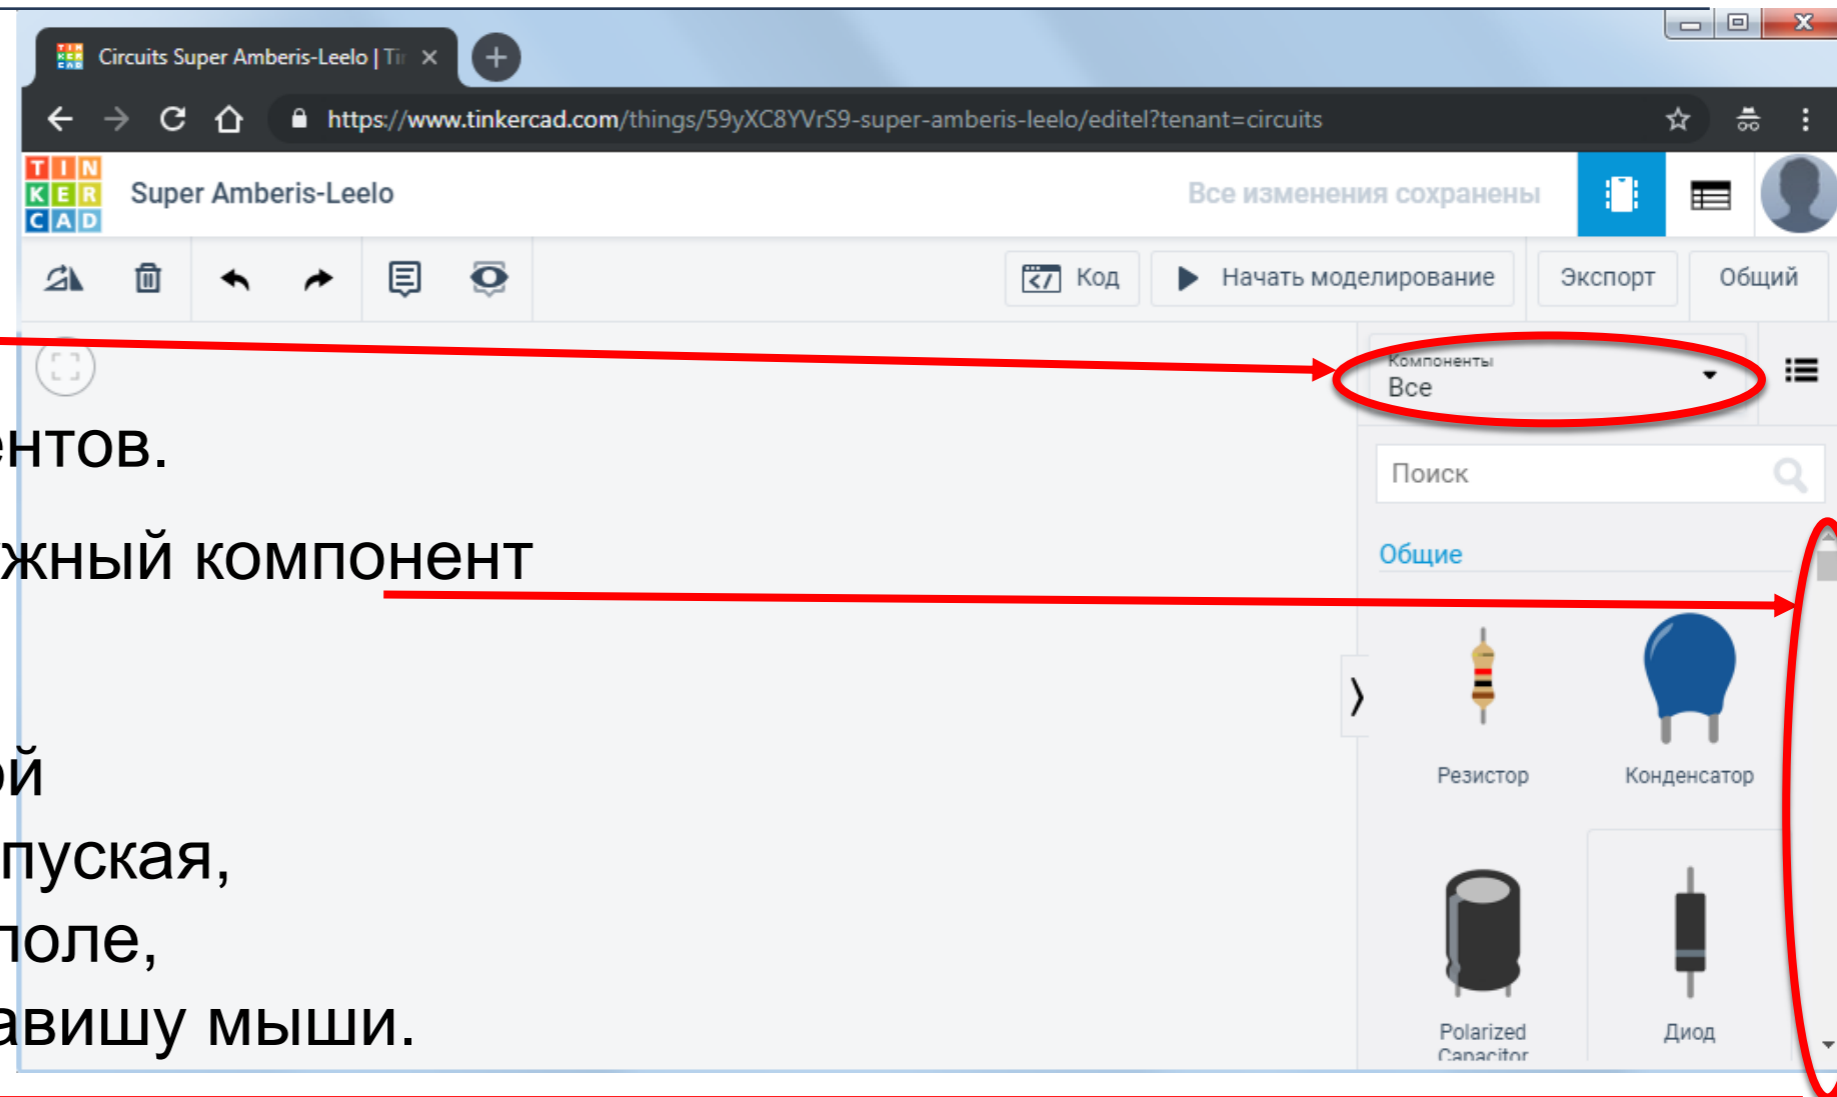 Circuits Super Amberis-Leelo | Tin
https://www.tinkercad.com/things/59yXC8YVrS9-super-amberis-leelo/editel?tenant=circuits
TIN
KER
CAD
Super Amberis-Leelo
Все изменения сохранены
Код
Начать моделирование
Экспорт
Общий
Компоненты
Все
ентов.
Поиск
ужный компонент
Общие
Резистор
Конденсатор
ой
пуская,
поле,
авишу мыши.
Polarized
Capacitor
Диод